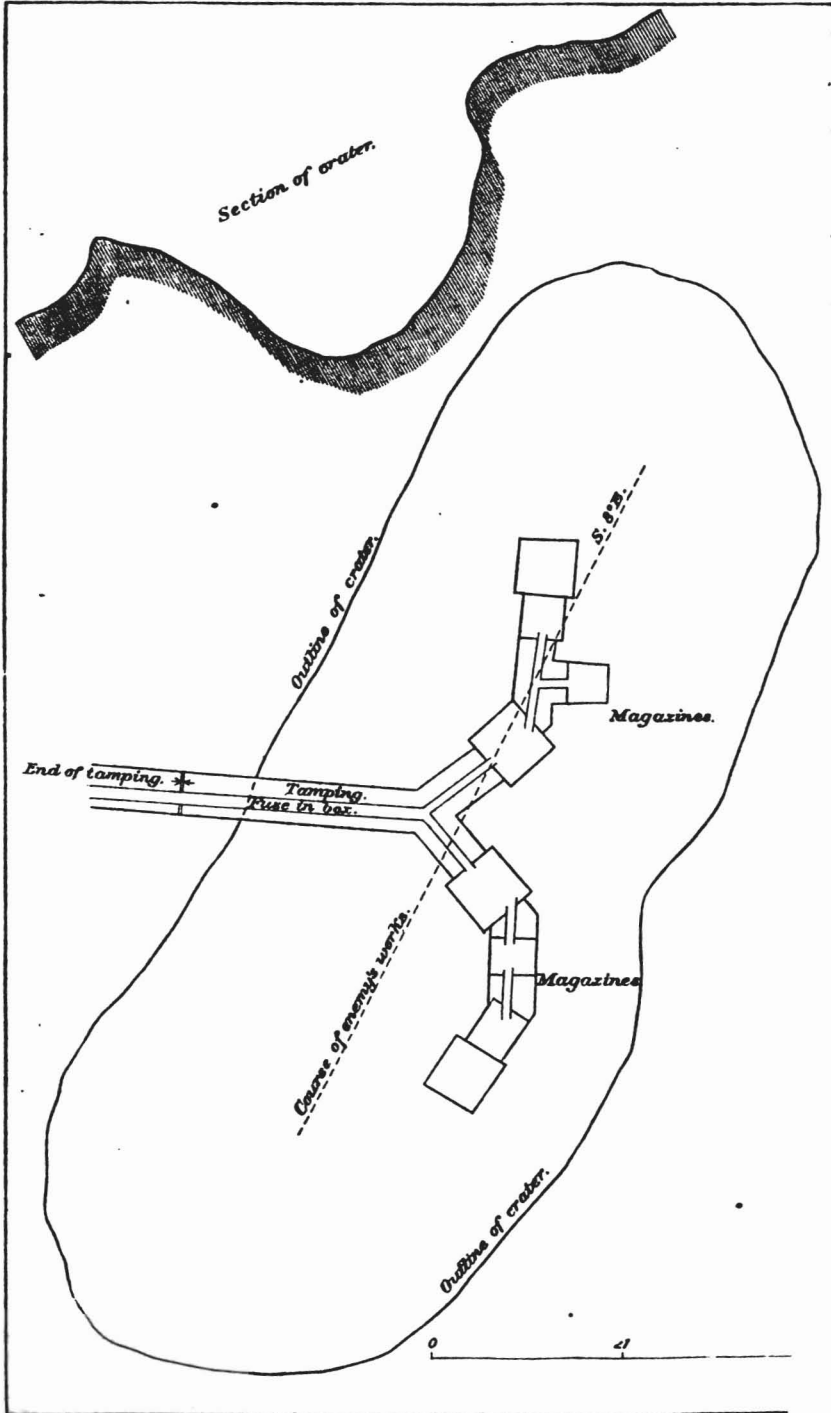 Section of crater.
Outline of crater.
S. 8° E.
Magazines.
End of tamping.
Tamping.
Fuse in box.
Course of enemy's works.
Magazines
Outline of crater.
0 21